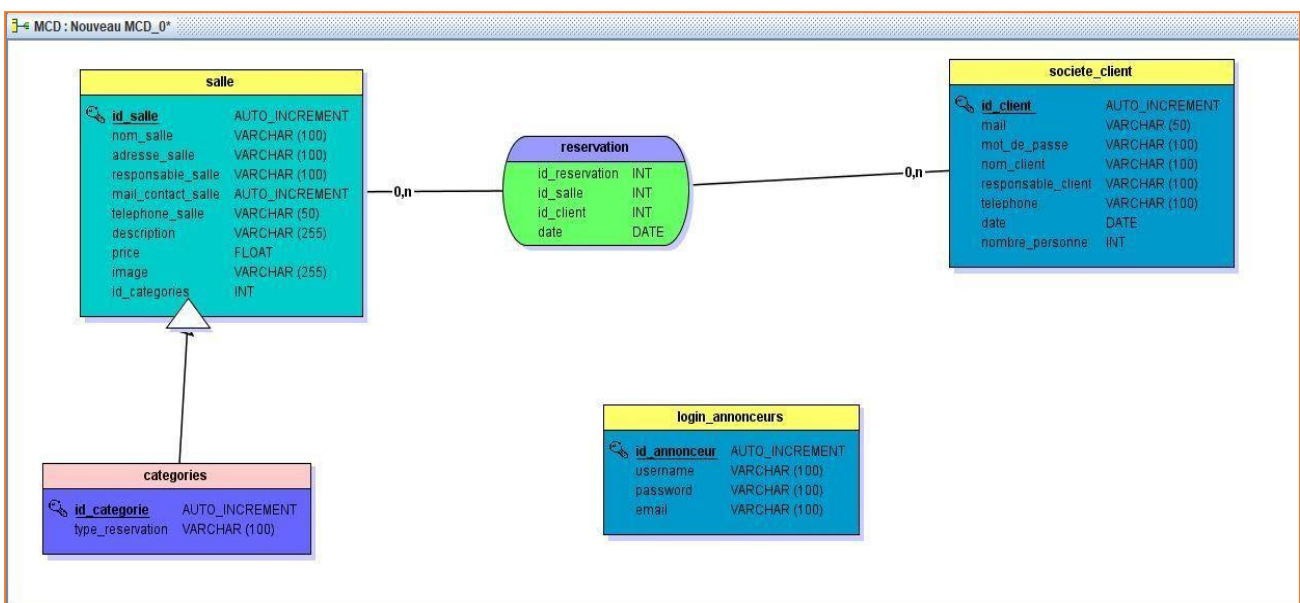 MCD : Nouveau MCD_0*
salle
id_salle AUTO_INCREMENT
nom_salle VARCHAR (100)
adresse_salle VARCHAR (100)
responsable_salle VARCHAR (100)
mail_contact_salle AUTO_INCREMENT
telephone_salle VARCHAR (50)
description VARCHAR (255)
price FLOAT
image VARCHAR (255)
id_categories INT
0,n
reservation
id_reservation INT
id_salle INT
id_client INT
date DATE
0,n
societe_client
id_client AUTO_INCREMENT
mail VARCHAR (50)
mot_de_passe VARCHAR (100)
nom_client VARCHAR (100)
responsable_client VARCHAR (100)
telephone VARCHAR (100)
date DATE
nombre_personne INT
categories
id_categorie AUTO_INCREMENT
type_reservation VARCHAR (100)
login_annonceurs
id_annonceur AUTO_INCREMENT
username VARCHAR (100)
password VARCHAR (100)
email VARCHAR (100)